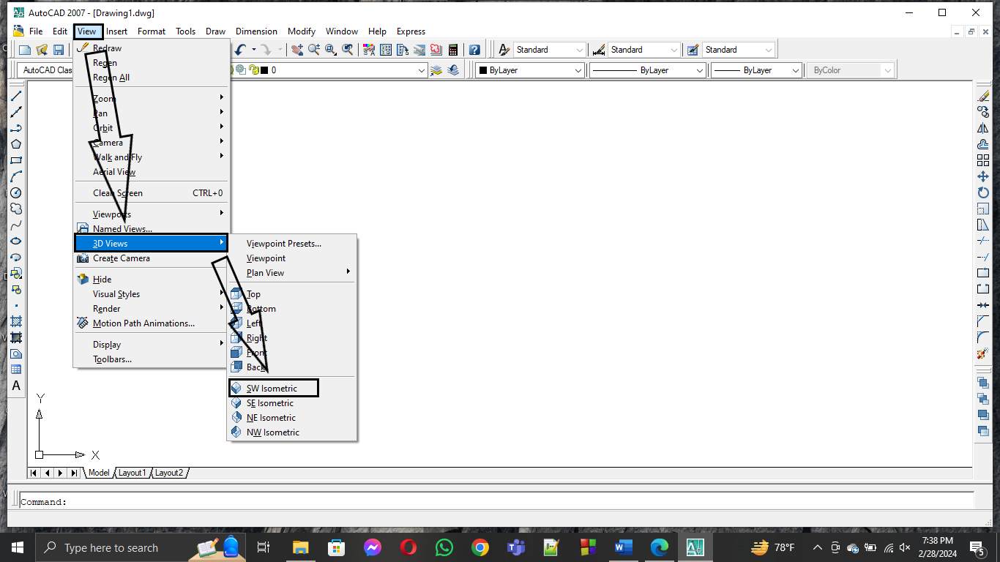 AutoCAD 2007 - [Drawing1.dwg]
File Edit View Insert Format Tools Draw Dimension Modify Window Help Express
Standard Standard Standard
AutoCAD Clas 0 ByLayer ByLayer ByLayer ByColor
Redraw
Regen
Regen All
Zoom
Pan
Orbit
Camera
Walk and Fly
Aerial View
Clean Screen CTRL+0
Viewports
Named Views...
3D Views
Create Camera
Hide
Visual Styles
Render
Motion Path Animations...
Display
Toolbars...
Viewpoint Presets...
Viewpoint
Plan View
Top
Bottom
Left
Right
Front
Back
SW Isometric
SE Isometric
NE Isometric
NW Isometric
A
Y
X
Model Layout1 Layout2
Command:
Type here to search
78°F
7:38 PM
2/28/2024
5